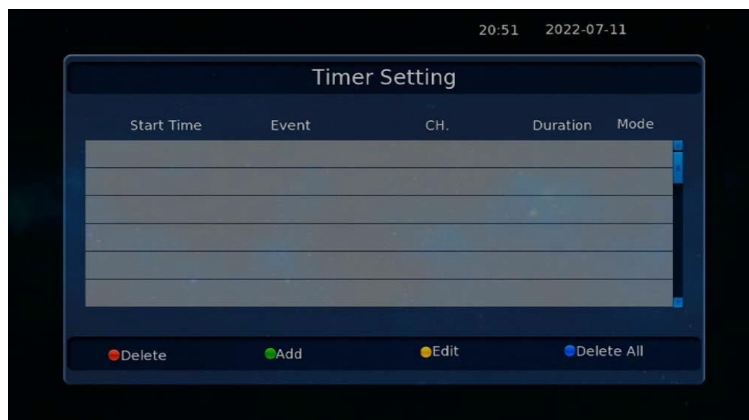 20:51 2022-07-11
Timer Setting
Start Time Event CH. Duration Mode
Delete Add Edit Delete All